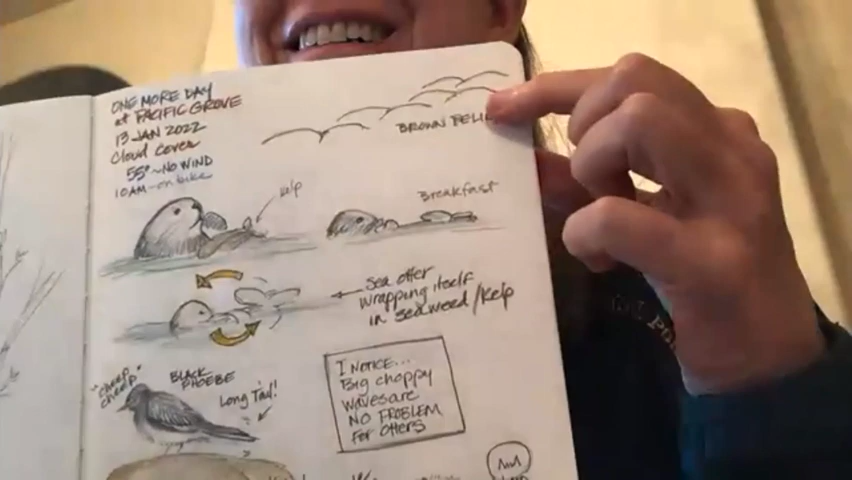 ONE MORE DAY
at PACIFIC GROVE
13 JAN 2022
Cloud cover
55° ~ NO WIND
10AM - on bike
BROWN PELI
Kelp
Breakfast
Sea otter
wrapping itself
in seaweed/kelp
"cheep
cheep"
BLACK
PHOEBE
Long Tail!
I NOTICE...
Big choppy
waves are
NO PROBLEM
For otters